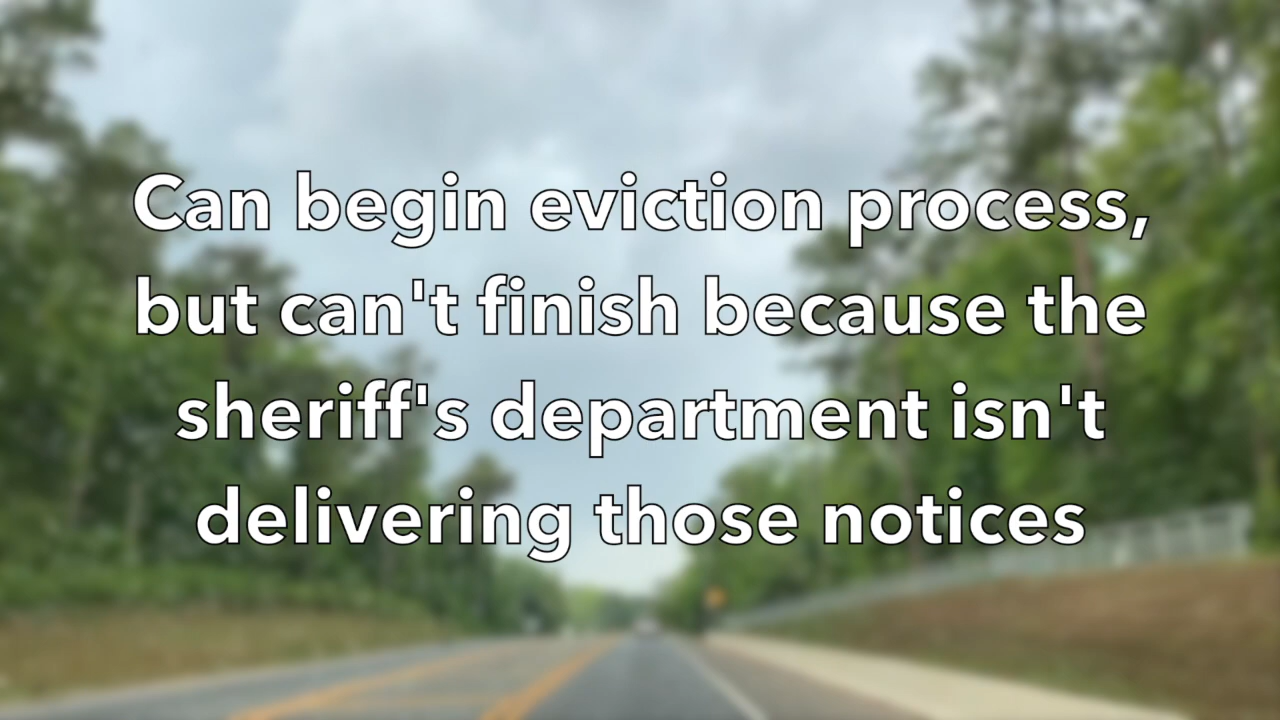 Can begin eviction process,
but can't finish because the
sheriff's department isn't
delivering those notices